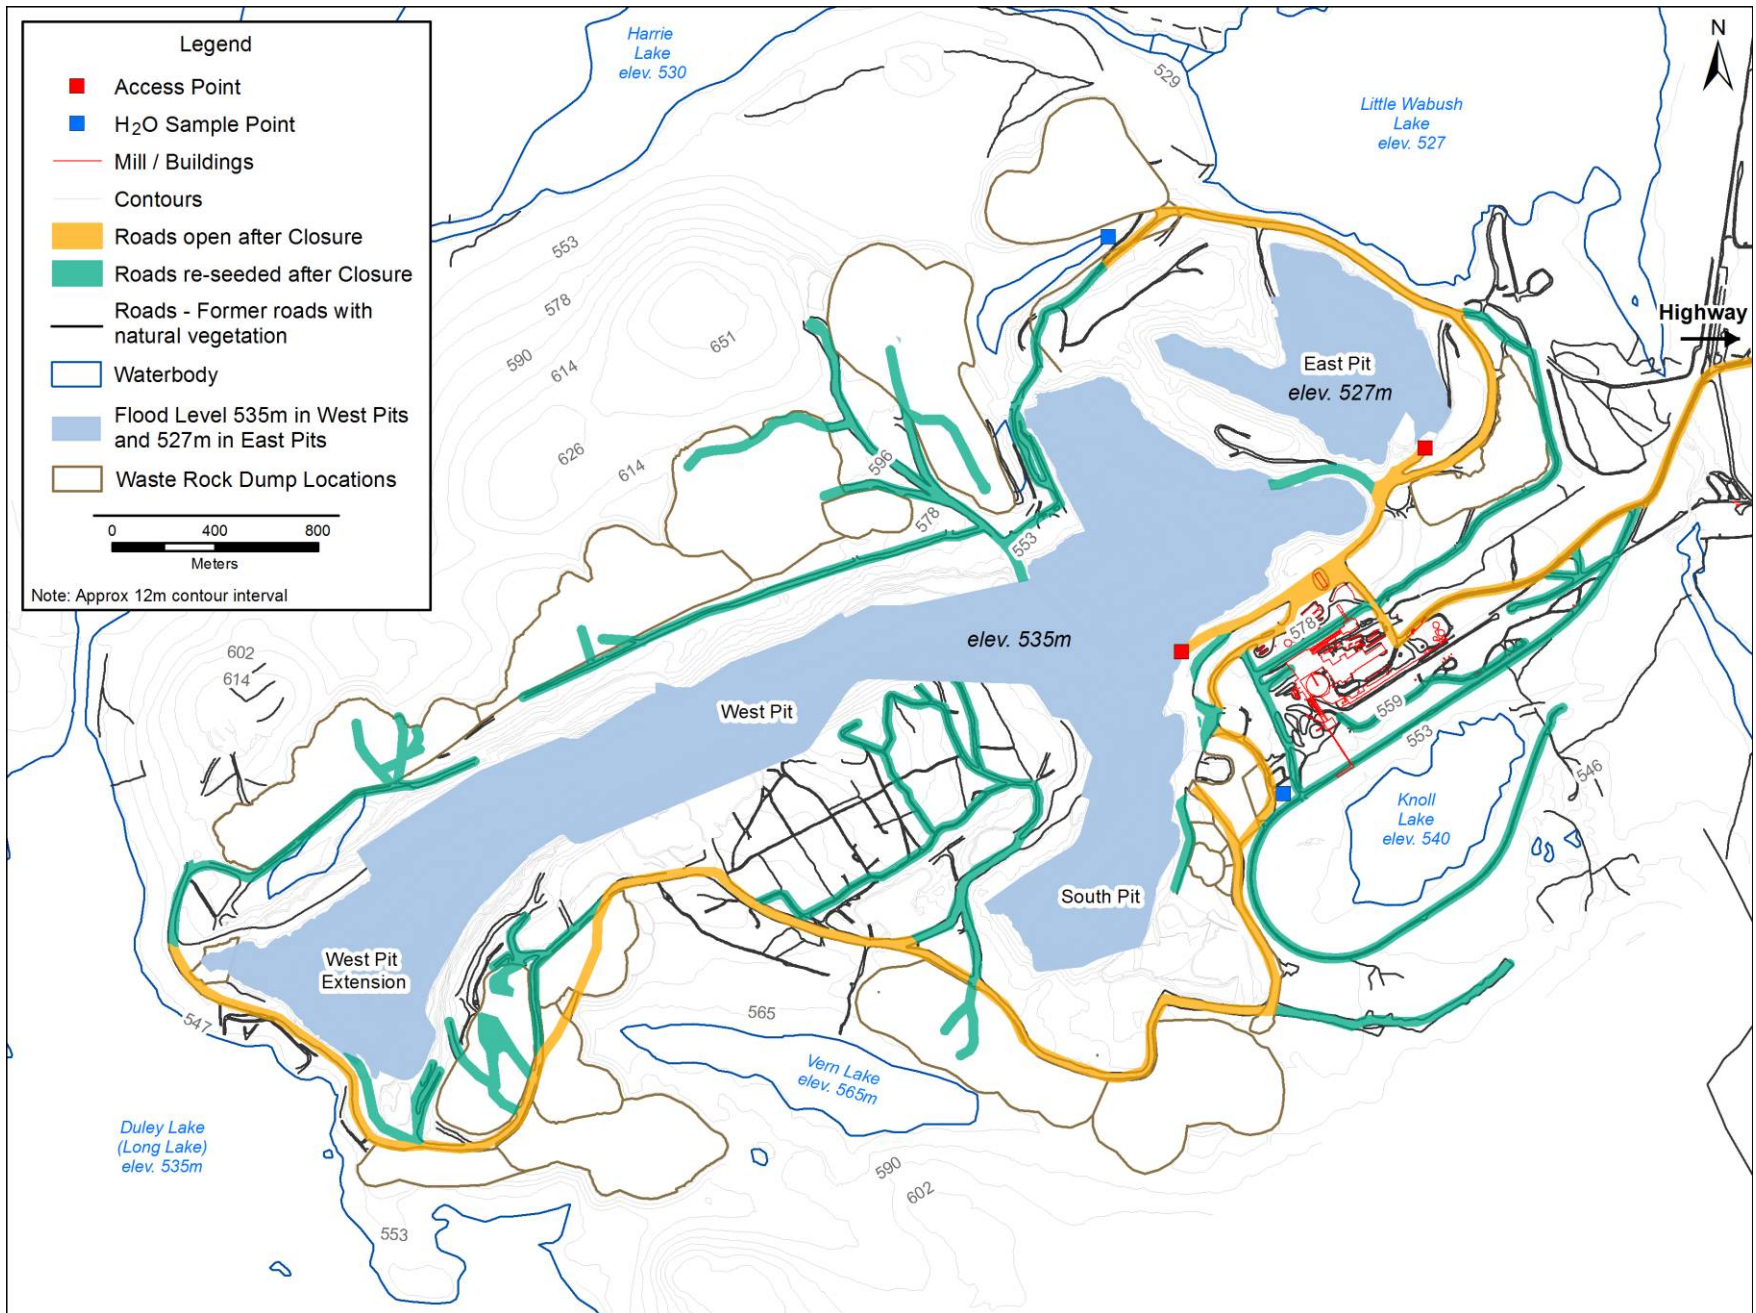 Legend
Access Point
H₂O Sample Point
Mill / Buildings
Contours
Roads open after Closure
Roads re-seeded after Closure
Roads - Former roads with
natural vegetation
Waterbody
Flood Level 535m in West Pits
and 527m in East Pits
Waste Rock Dump Locations
0 400 800
Meters
Note: Approx 12m contour interval
Harrie
Lake
elev. 530
529
Little Wabush
Lake
elev. 527
N
Highway
553
578
590
614
651
626
614
596
578
553
East Pit
elev. 527m
elev. 535m
West Pit
578
559
553
546
Knoll
Lake
elev. 540
South Pit
602
614
West Pit
Extension
547
565
Vern Lake
elev. 565m
Duley Lake
(Long Lake)
elev. 535m
590
602
553